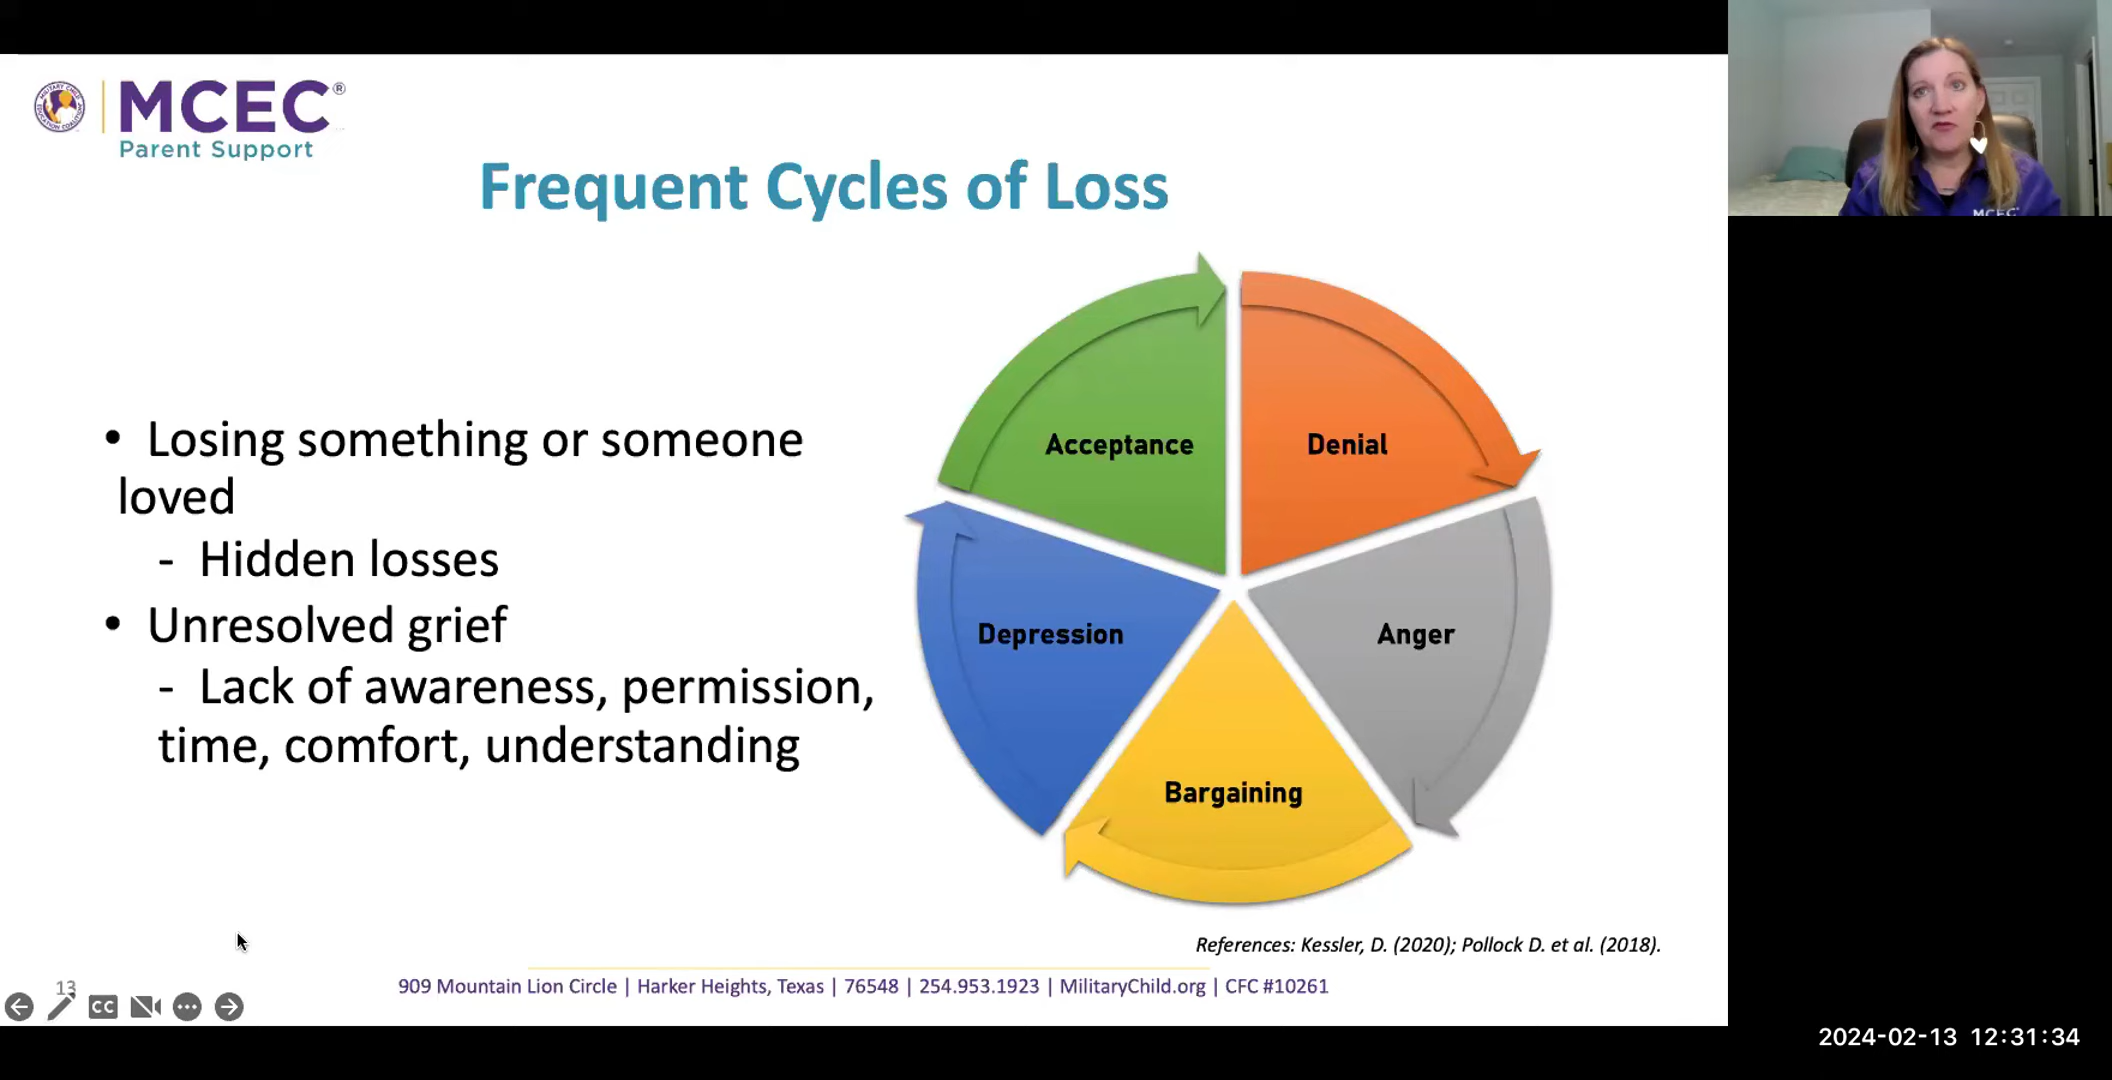 MCEC®
Parent Support
Frequent Cycles of Loss
• Losing something or someone
loved
- Hidden losses
• Unresolved grief
- Lack of awareness, permission,
time, comfort, understanding
Acceptance
Denial
Depression
Anger
Bargaining
References: Kessler, D. (2020); Pollock D. et al. (2018).
13
CC
909 Mountain Lion Circle | Harker Heights, Texas | 76548 | 254.953.1923 | MilitaryChild.org | CFC #10261
MCEC®
2024-02-13 12:31:34